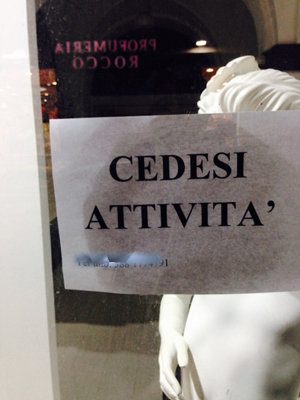 PROFUMERIA
ROCCO
CEDESI
ATTIVITA'